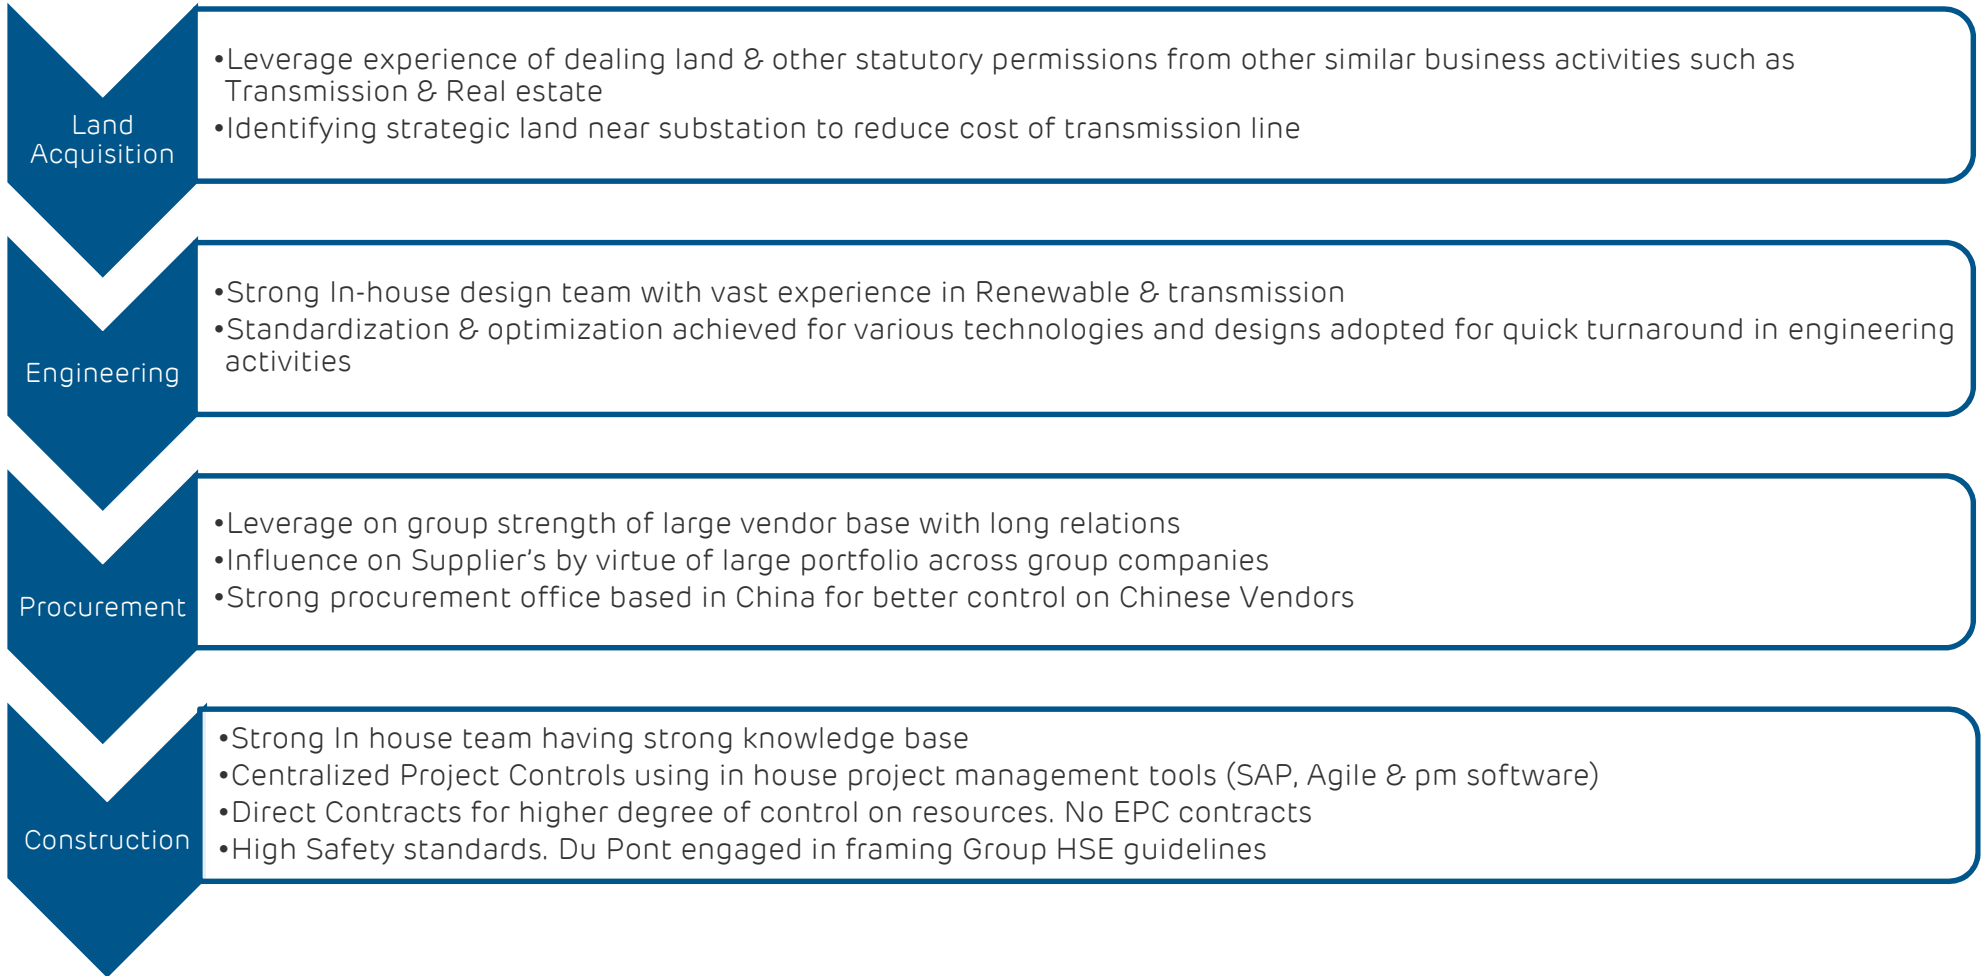 Land
Acquisition
•Leverage experience of dealing land & other statutory permissions from other similar business activities such as
Transmission & Real estate
•Identifying strategic land near substation to reduce cost of transmission line
Engineering
•Strong In-house design team with vast experience in Renewable & transmission
•Standardization & optimization achieved for various technologies and designs adopted for quick turnaround in engineering
activities
Procurement
•Leverage on group strength of large vendor base with long relations
•Influence on Supplier's by virtue of large portfolio across group companies
•Strong procurement office based in China for better control on Chinese Vendors
Construction
•Strong In house team having strong knowledge base
•Centralized Project Controls using in house project management tools (SAP, Agile & pm software)
•Direct Contracts for higher degree of control on resources. No EPC contracts
•High Safety standards. Du Pont engaged in framing Group HSE guidelines